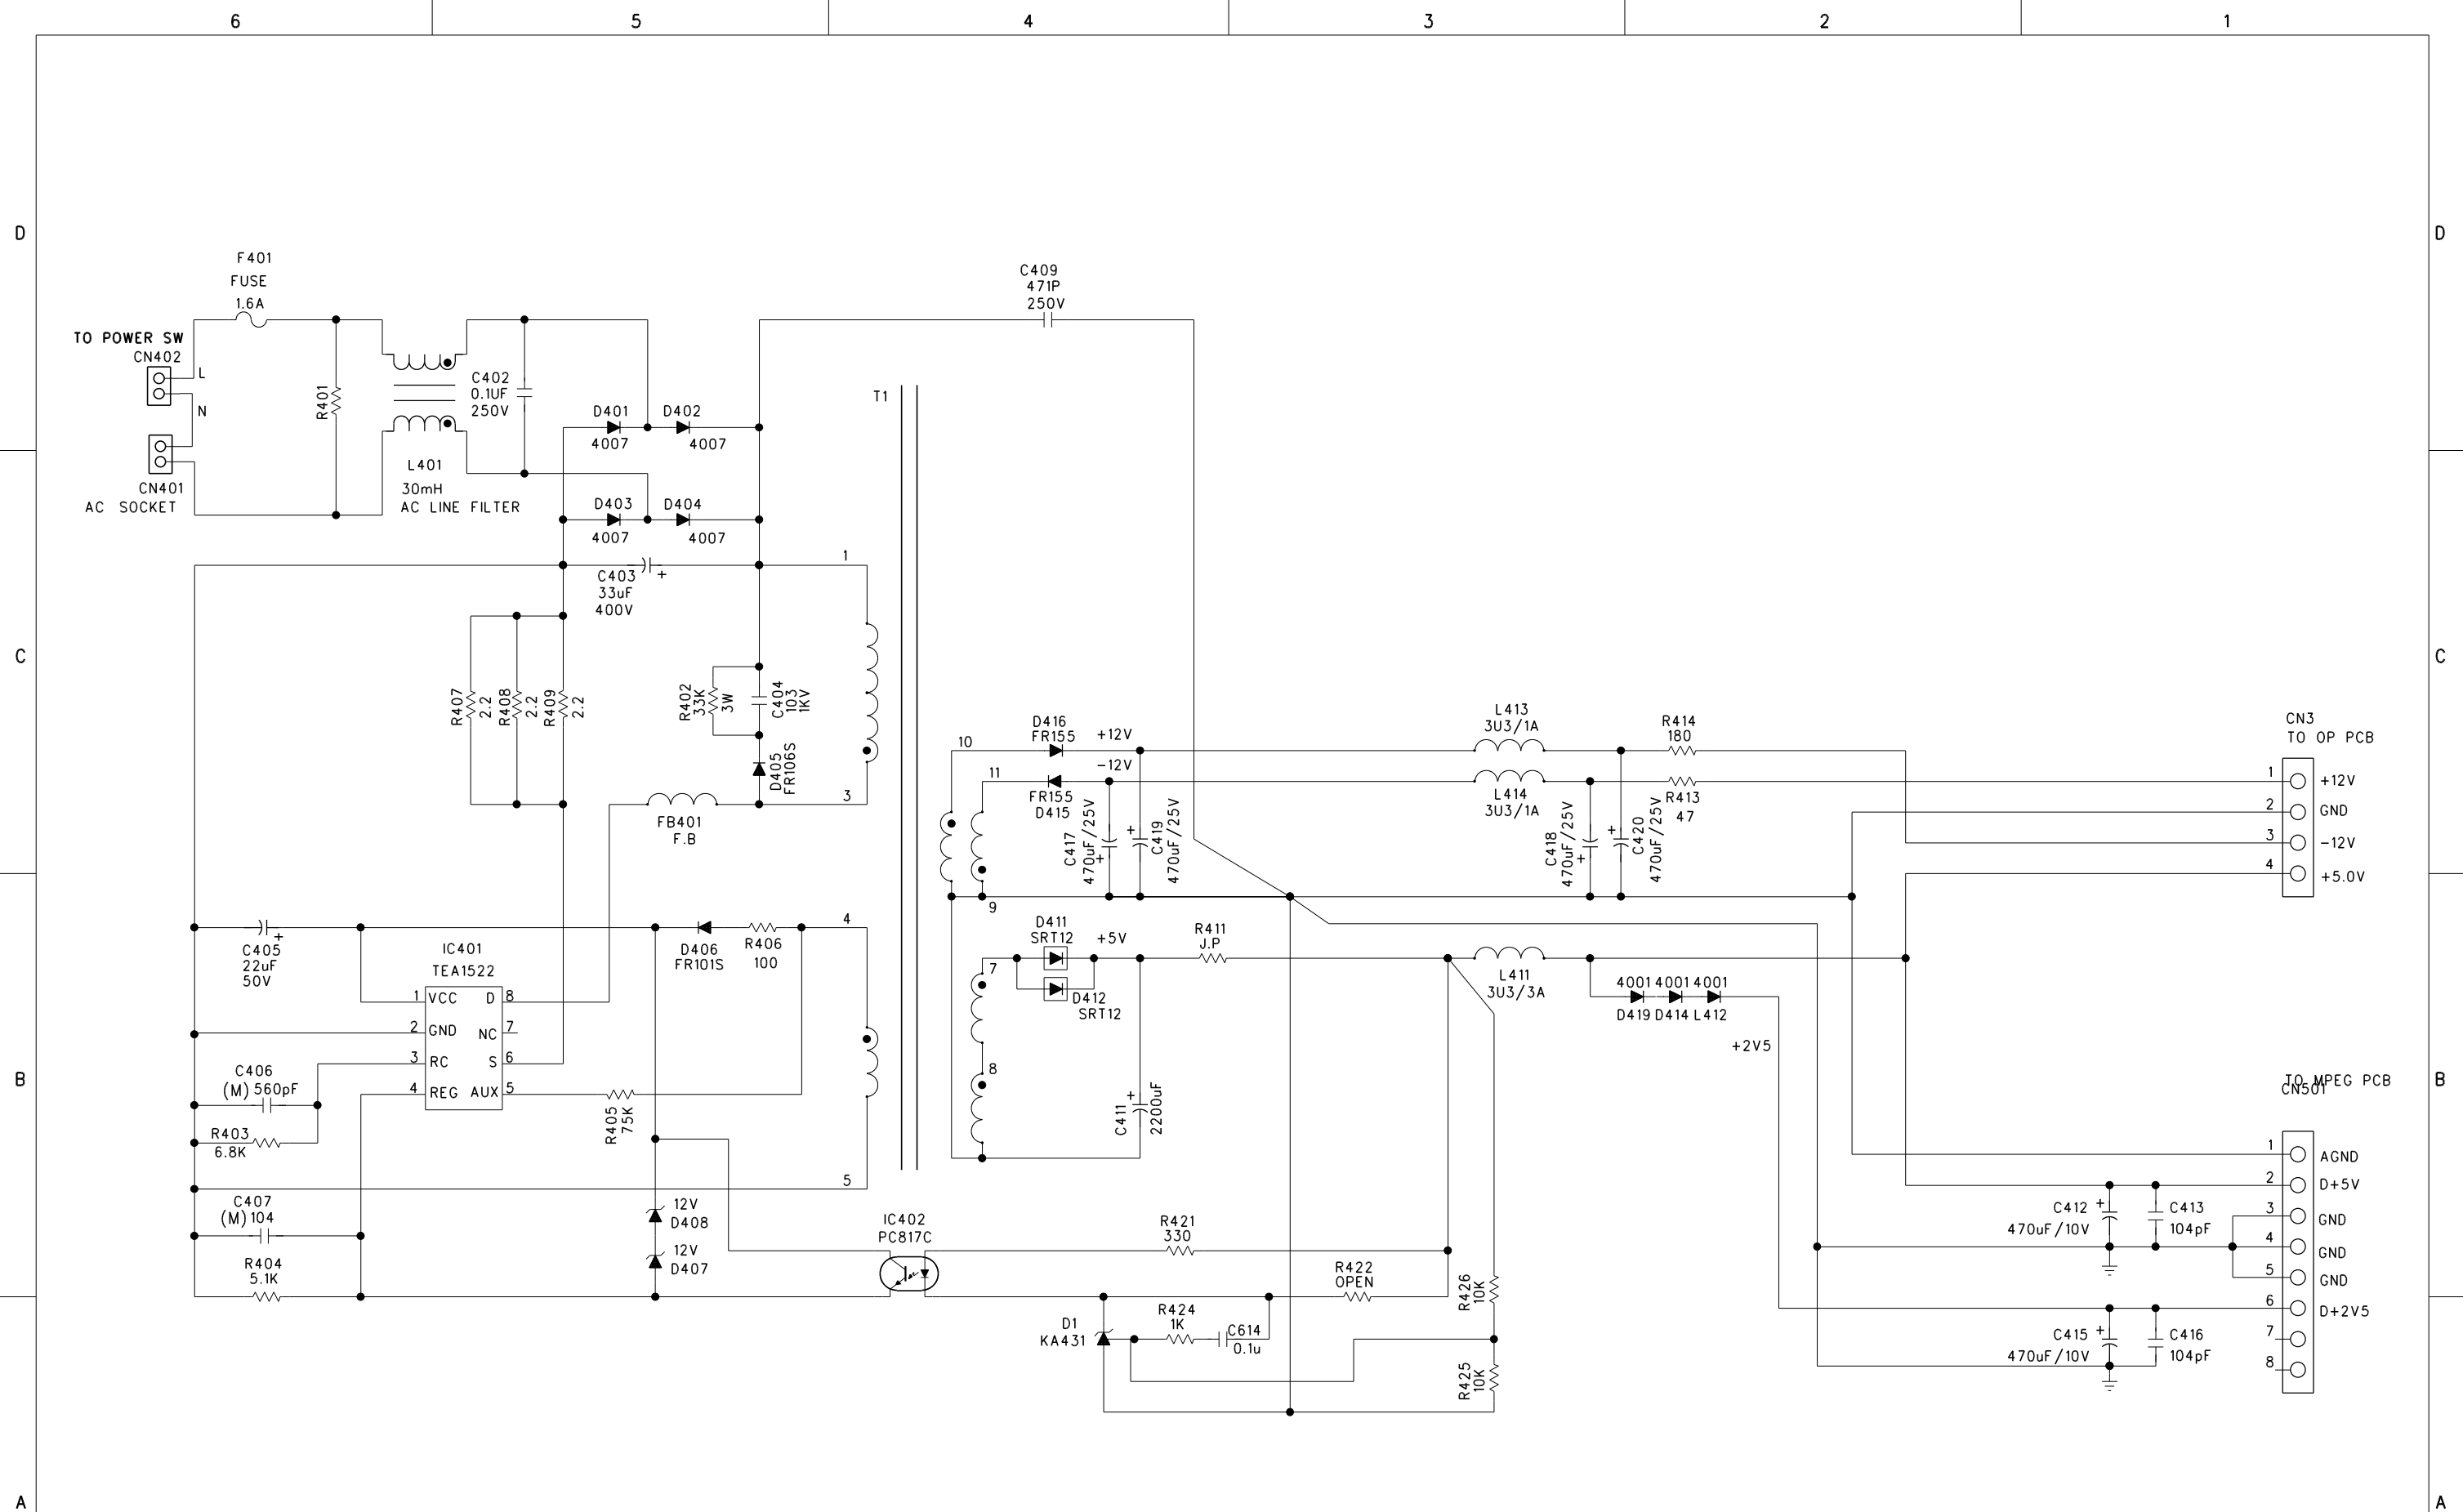 6 5 4 3 2 1
D D
F401
FUSE
1.6A
TO POWER SW
CN402
L
N
CN401
AC SOCKET
R401
L401
30mH
AC LINE FILTER
C402
0.1UF
250V
D401 D402
4007 4007
D403 D404
4007 4007
C409
471P
250V
T1
1
C403
33uF
400V
C C
R407
2.2
R408
2.2
R409
2.2
R402
33K
3W
C404
103
1KV
D405
FR106S
3
FB401
F.B
10
D416
FR155
+12V
11
-12V
FR155
D415
C417
470uF/25V
+
+
C419
470uF/25V
L413
3U3/1A
L414
3U3/1A
R414
180
R413
47
C418
470uF/25V
+
+
C420
470uF/25V
CN3
TO OP PCB
1 +12V
2 GND
3 -12V
4 +5.0V
9
4
C405
22uF
50V
+
D406
FR101S
R406
100
IC401
TEA1522
1 VCC D 8
2 GND NC 7
3 RC S 6
4 REG AUX 5
D411
SRT12
+5V
7
D412
SRT12
8
R411
J.P
L411
3U3/3A
4001 4001 4001
D419 D414 L412
+2V5
B B
C406
(M) 560pF
R403
6.8K
R405
75K
C411
+
2200uF
TO MPEG PCB
CN501
5
C407
(M) 104
R404
5.1K
12V
D408
12V
D407
IC402
PC817C
R421
330
R422
OPEN
D1
KA431
R424
1K
C614
0.1u
R426
10K
R425
10K
1 AGND
2 D+5V
3 GND
4 GND
5 GND
6 D+2V5
7
8
C412 +
470uF/10V
C413
104pF
C415 +
470uF/10V
C416
104pF
A A